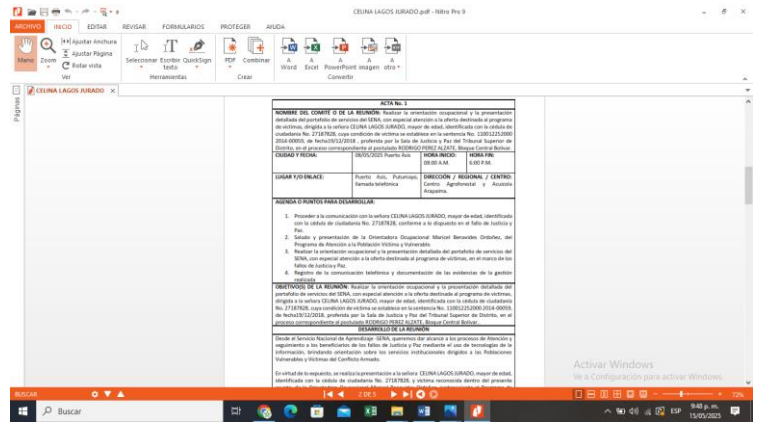 CELINA LAGOS JURADO.pdf - Nitro Pro 9
ARCHIVO INICIO EDITAR REVISAR FORMULARIOS PROTEGER AYUDA
Mano
Zoom
Ajustar Anchura
Ajustar Página
Rotar vista
Ver
Seleccionar
Escribir texto
QuickSign
Herramientas
PDF
Combinar
Crear
A Word
A Excel
A PowerPoint
A imagen
A otro
Convertir
CELINA LAGOS JURADO
Páginas
ACTA No. 1
NOMBRE DEL COMITÉ O DE LA REUNIÓN: Realizar la orientación ocupacional y la presentación
detallada del portafolio de servicios del SENA, con especial atención a la oferta destinada al programa
de víctimas, dirigida a la señora CELINA LAGOS JURADO, mayor de edad, identificada con la cédula de
ciudadanía No. 27187828, cuya condición de víctima se establece en la sentencia No. 110012252000
2014-00059, de fecha19/12/2018 , proferida por la Sala de Justicia y Paz del Tribunal Superior de
Distrito, en el proceso correspondiente al postulado RODRIGO PEREZ ALZATE, Bloque Central Bolivar
CIUDAD Y FECHA: 08/05/2025 Puerto Asís HORA INICIO: 08:00 A.M. HORA FIN: 6:00 P.M.
LUGAR Y/O ENLACE: Puerto Asís, Putumayo, llamada telefónica
DIRECCIÓN / REGIONAL / CENTRO: Centro Agroforestal y Acuícola Arapaima.
AGENDA O PUNTOS PARA DESARROLLAR:
1. Proceder a la comunicación con la señora CELINA LAGOS JURADO, mayor de edad, identificada
con la cédula de ciudadanía No. 27187828, conforme a lo dispuesto en el fallo de Justicia y
Paz.
2. Saludo y presentación de la Orientadora Ocupacional Maricel Benavides Ordoñez, del
Programa de Atención a la Población Víctima y Vulnerable.
3. Realizar la orientación ocupacional y la presentación detallada del portafolio de servicios del
SENA, con especial atención a la oferta destinada al programa de víctimas, en el marco de los
fallos de Justicia y Paz.
4. Registro de la comunicación telefónica y documentación de las evidencias de la gestión
realizada
OBJETIVO(S) DE LA REUNIÓN: Realizar la orientación ocupacional y la presentación detallada del
portafolio de servicios del SENA, con especial atención a la oferta destinada al programa de víctimas,
dirigida a la señora CELINA LAGOS JURADO, mayor de edad, identificada con la cédula de ciudadanía
No. 27187828, cuya condición de víctima se establece en la sentencia No. 110012252000 2014-00059,
de fecha19/12/2018, proferida por la Sala de Justicia y Paz del Tribunal Superior de Distrito, en el
proceso correspondiente al postulado RODRIGO PEREZ ALZATE, Bloque Central Bolivar.
DESARROLLO DE LA REUNIÓN
Desde el Servicio Nacional de Aprendizaje -SENA, queremos dar alcance a los procesos de Atención y
seguimiento a los beneficiarios de los fallos de Justicia y Paz mediante el uso de tecnologías de la
información, brindando orientación sobre los servicios institucionales dirigidos a las Poblaciones
Vulnerables y Víctimas del Conflicto Armado.
En virtud de lo expuesto, se realiza la presentación a la señora CELINA LAGOS JURADO, mayor de edad,
identificada con la cédula de ciudadanía No. 27187828, y víctima reconocida dentro del presente
Activar Windows
Ve a Configuración para activar Windows.
BUSCAR
2 DE 5
72%
Buscar
ESP
9:48 p. m.
15/05/2025